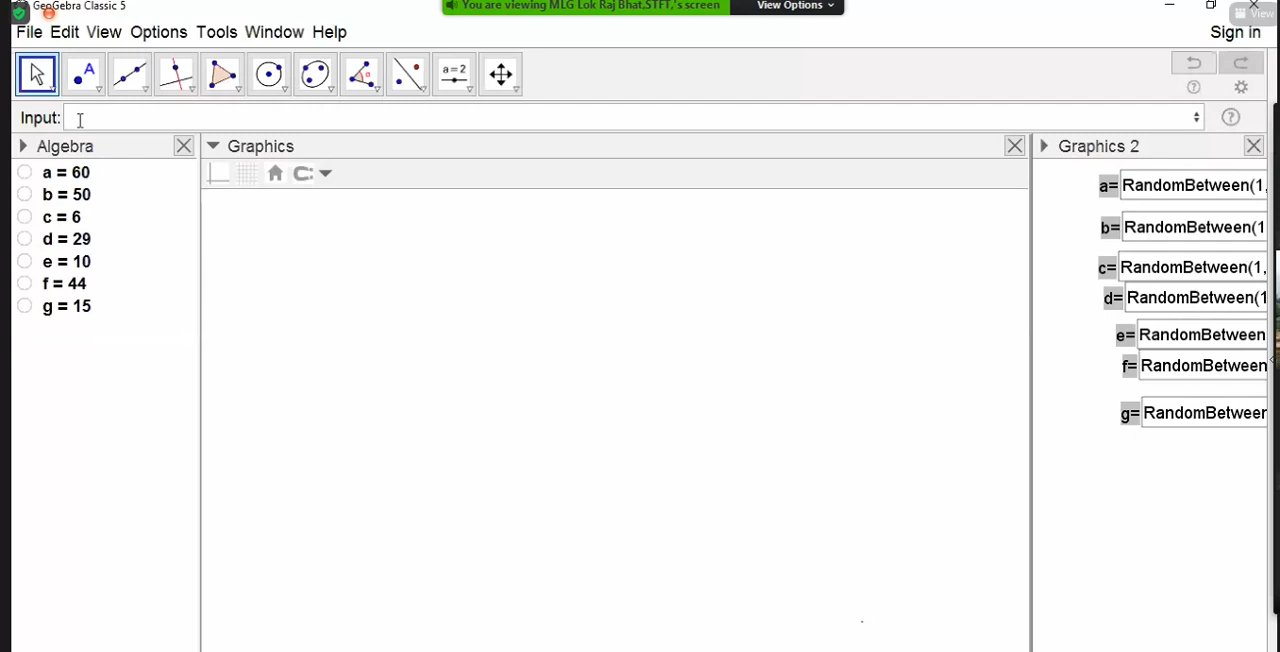 GeoGebra Classic 5
You are viewing MLG Lok Raj Bhat,STFT,'s screen
View Options
View
File Edit View Options Tools Window Help
Sign in
A
a=2
Input:
Algebra
Graphics
Graphics 2
a = 60
b = 50
c = 6
d = 29
e = 10
f = 44
g = 15
a= RandomBetween(1,
b= RandomBetween(1
c= RandomBetween(1,
d= RandomBetween(1
e= RandomBetween
f= RandomBetween
g= RandomBetween